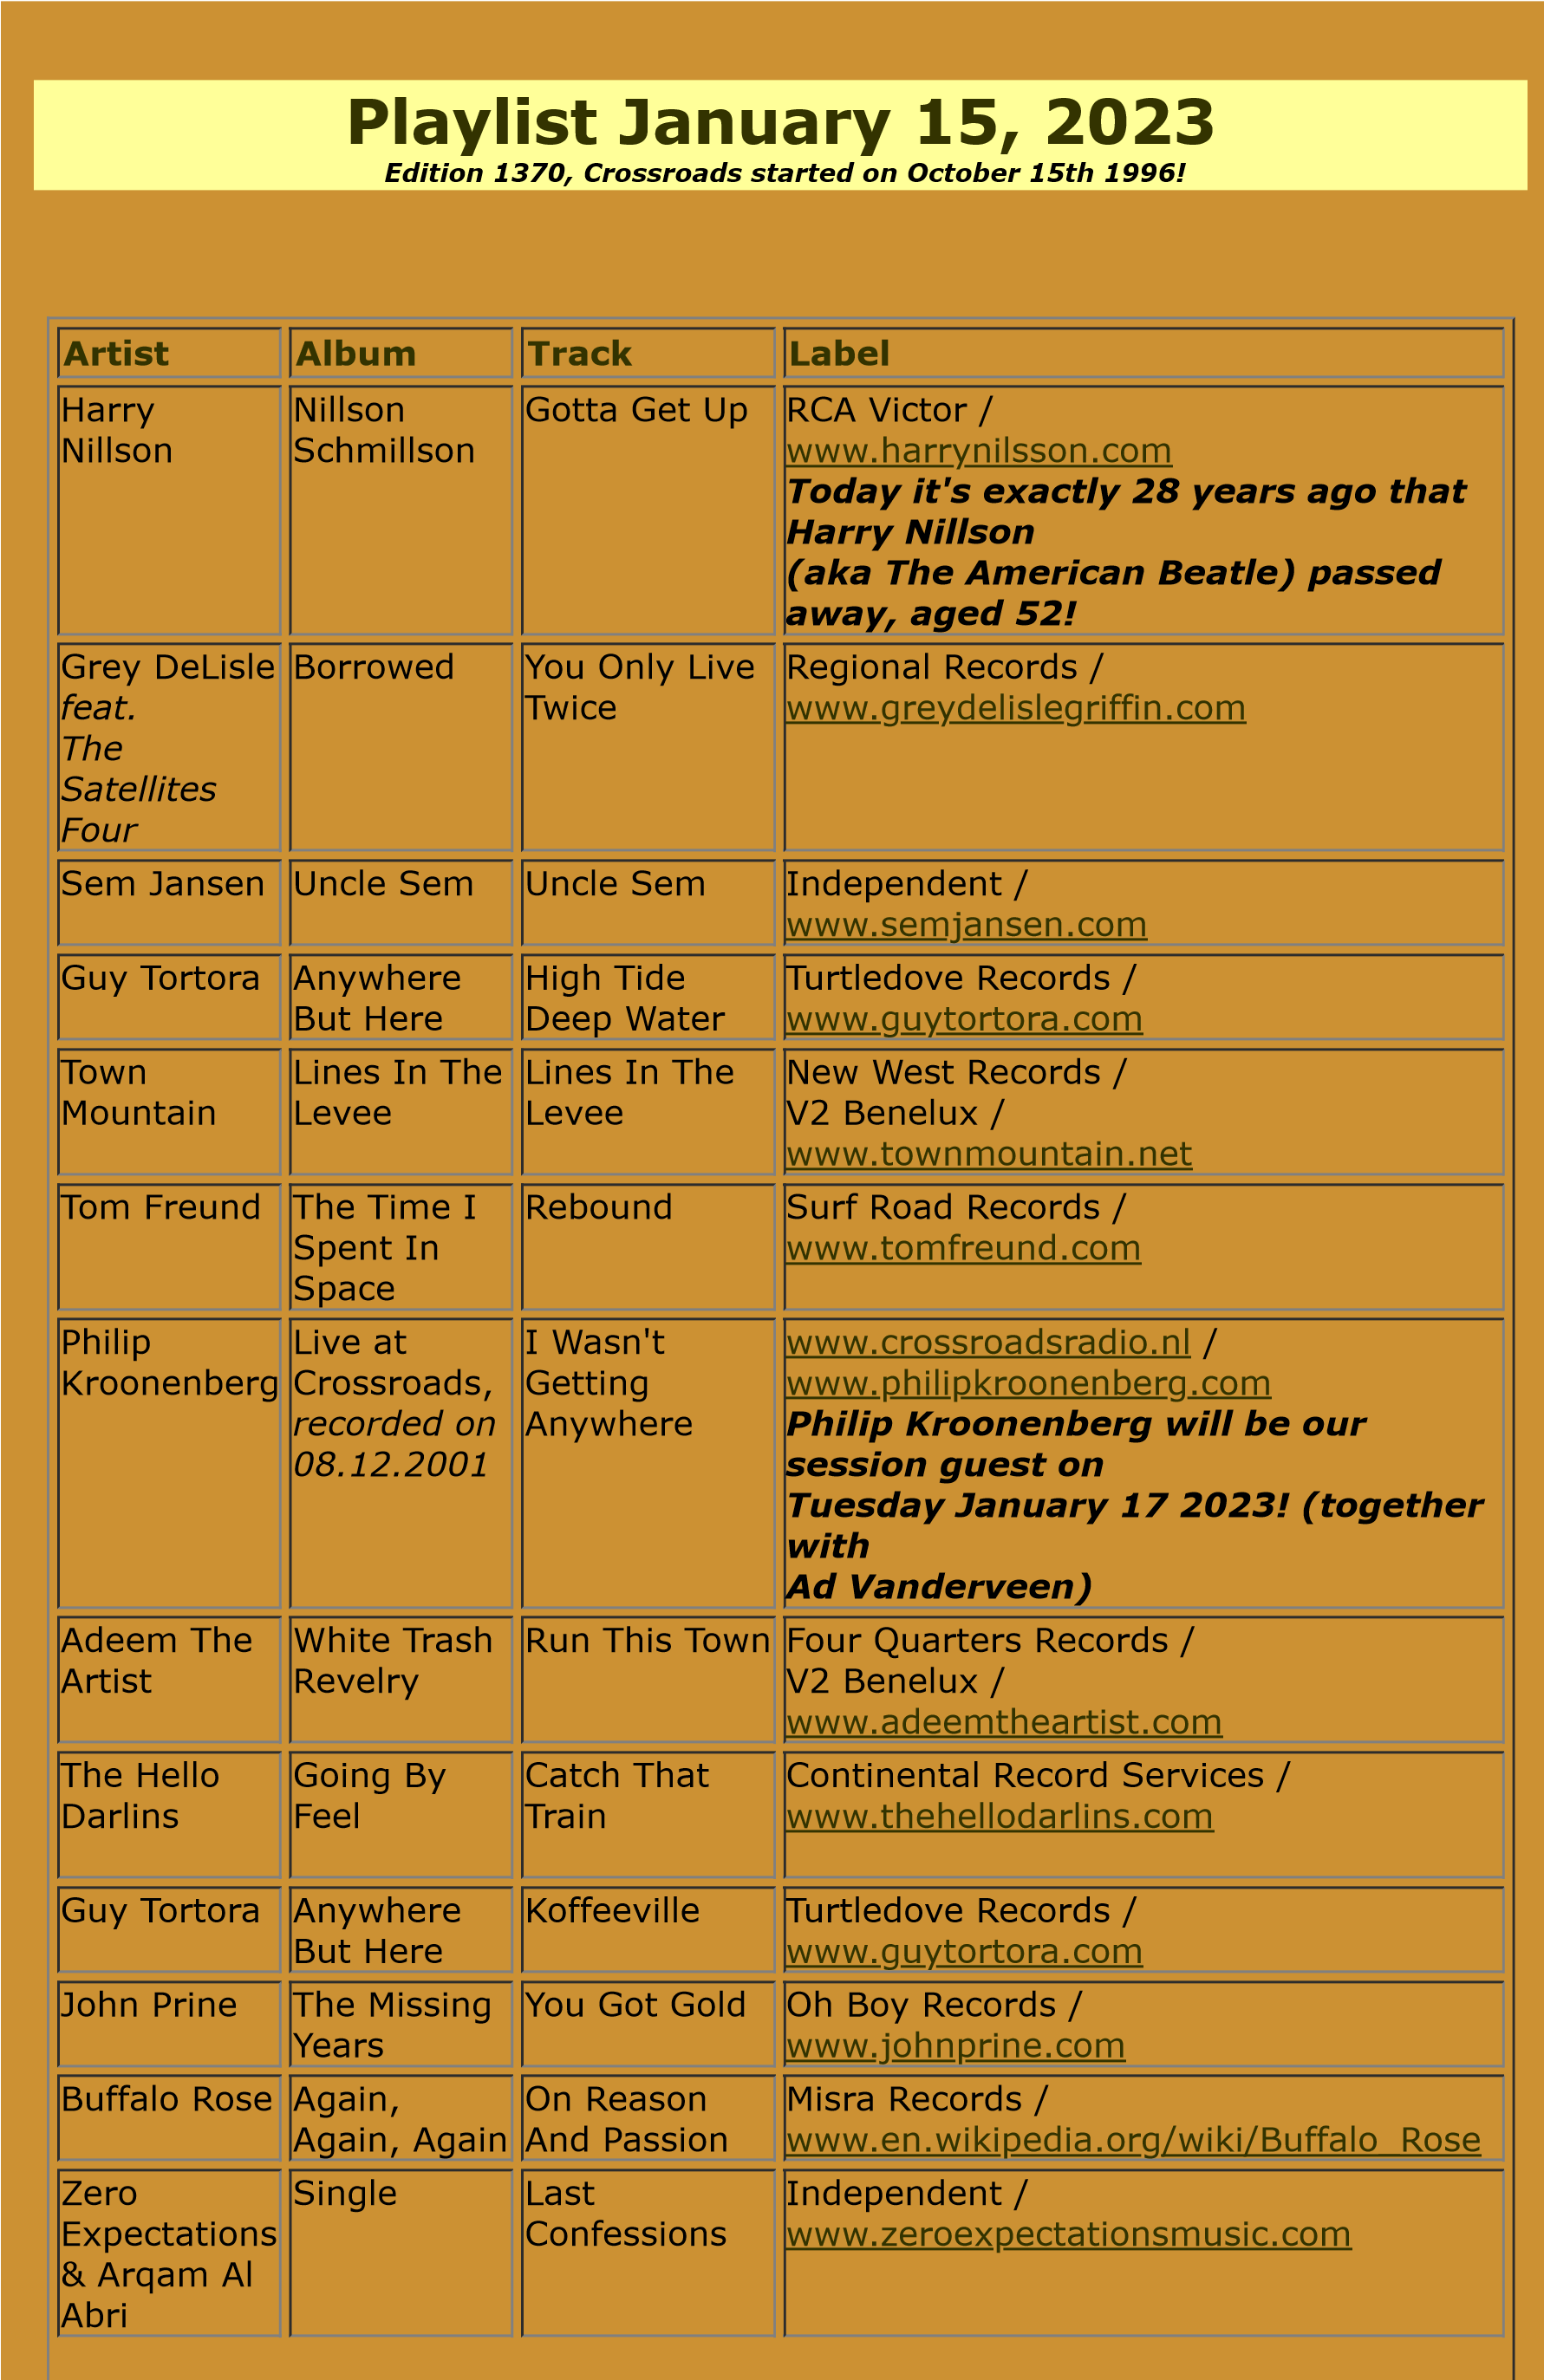 Playlist January 15, 2023
Edition 1370, Crossroads started on October 15th 1996!
Artist
Album
Track
Label
Harry
Nillson
Nillson
Schmillson
Gotta Get Up
RCA Victor /
www.harrynilsson.com
Today it's exactly 28 years ago that
Harry Nillson
(aka The American Beatle) passed
away, aged 52!
Grey DeLisle
feat.
The
Satellites
Four
Borrowed
You Only Live
Twice
Regional Records /
www.greydelislegriffin.com
Sem Jansen
Uncle Sem
Uncle Sem
Independent /
www.semjansen.com
Guy Tortora
Anywhere
But Here
High Tide
Deep Water
Turtledove Records /
www.guytortora.com
Town
Mountain
Lines In The
Levee
Lines In The
Levee
New West Records /
V2 Benelux /
www.townmountain.net
Tom Freund
The Time I
Spent In
Space
Rebound
Surf Road Records /
www.tomfreund.com
Philip
Kroonenberg
Live at
Crossroads,
recorded on
08.12.2001
I Wasn't
Getting
Anywhere
www.crossroadsradio.nl /
www.philipkroonenberg.com
Philip Kroonenberg will be our
session guest on
Tuesday January 17 2023! (together
with
Ad Vanderveen)
Adeem The
Artist
White Trash
Revelry
Run This Town
Four Quarters Records /
V2 Benelux /
www.adeemtheartist.com
The Hello
Darlins
Going By
Feel
Catch That
Train
Continental Record Services /
www.thehellodarlins.com
Guy Tortora
Anywhere
But Here
Koffeeville
Turtledove Records /
www.guytortora.com
John Prine
The Missing
Years
You Got Gold
Oh Boy Records /
www.johnprine.com
Buffalo Rose
Again,
Again, Again
On Reason
And Passion
Misra Records /
www.en.wikipedia.org/wiki/Buffalo_Rose
Zero
Expectations
& Arqam Al
Abri
Single
Last
Confessions
Independent /
www.zeroexpectationsmusic.com